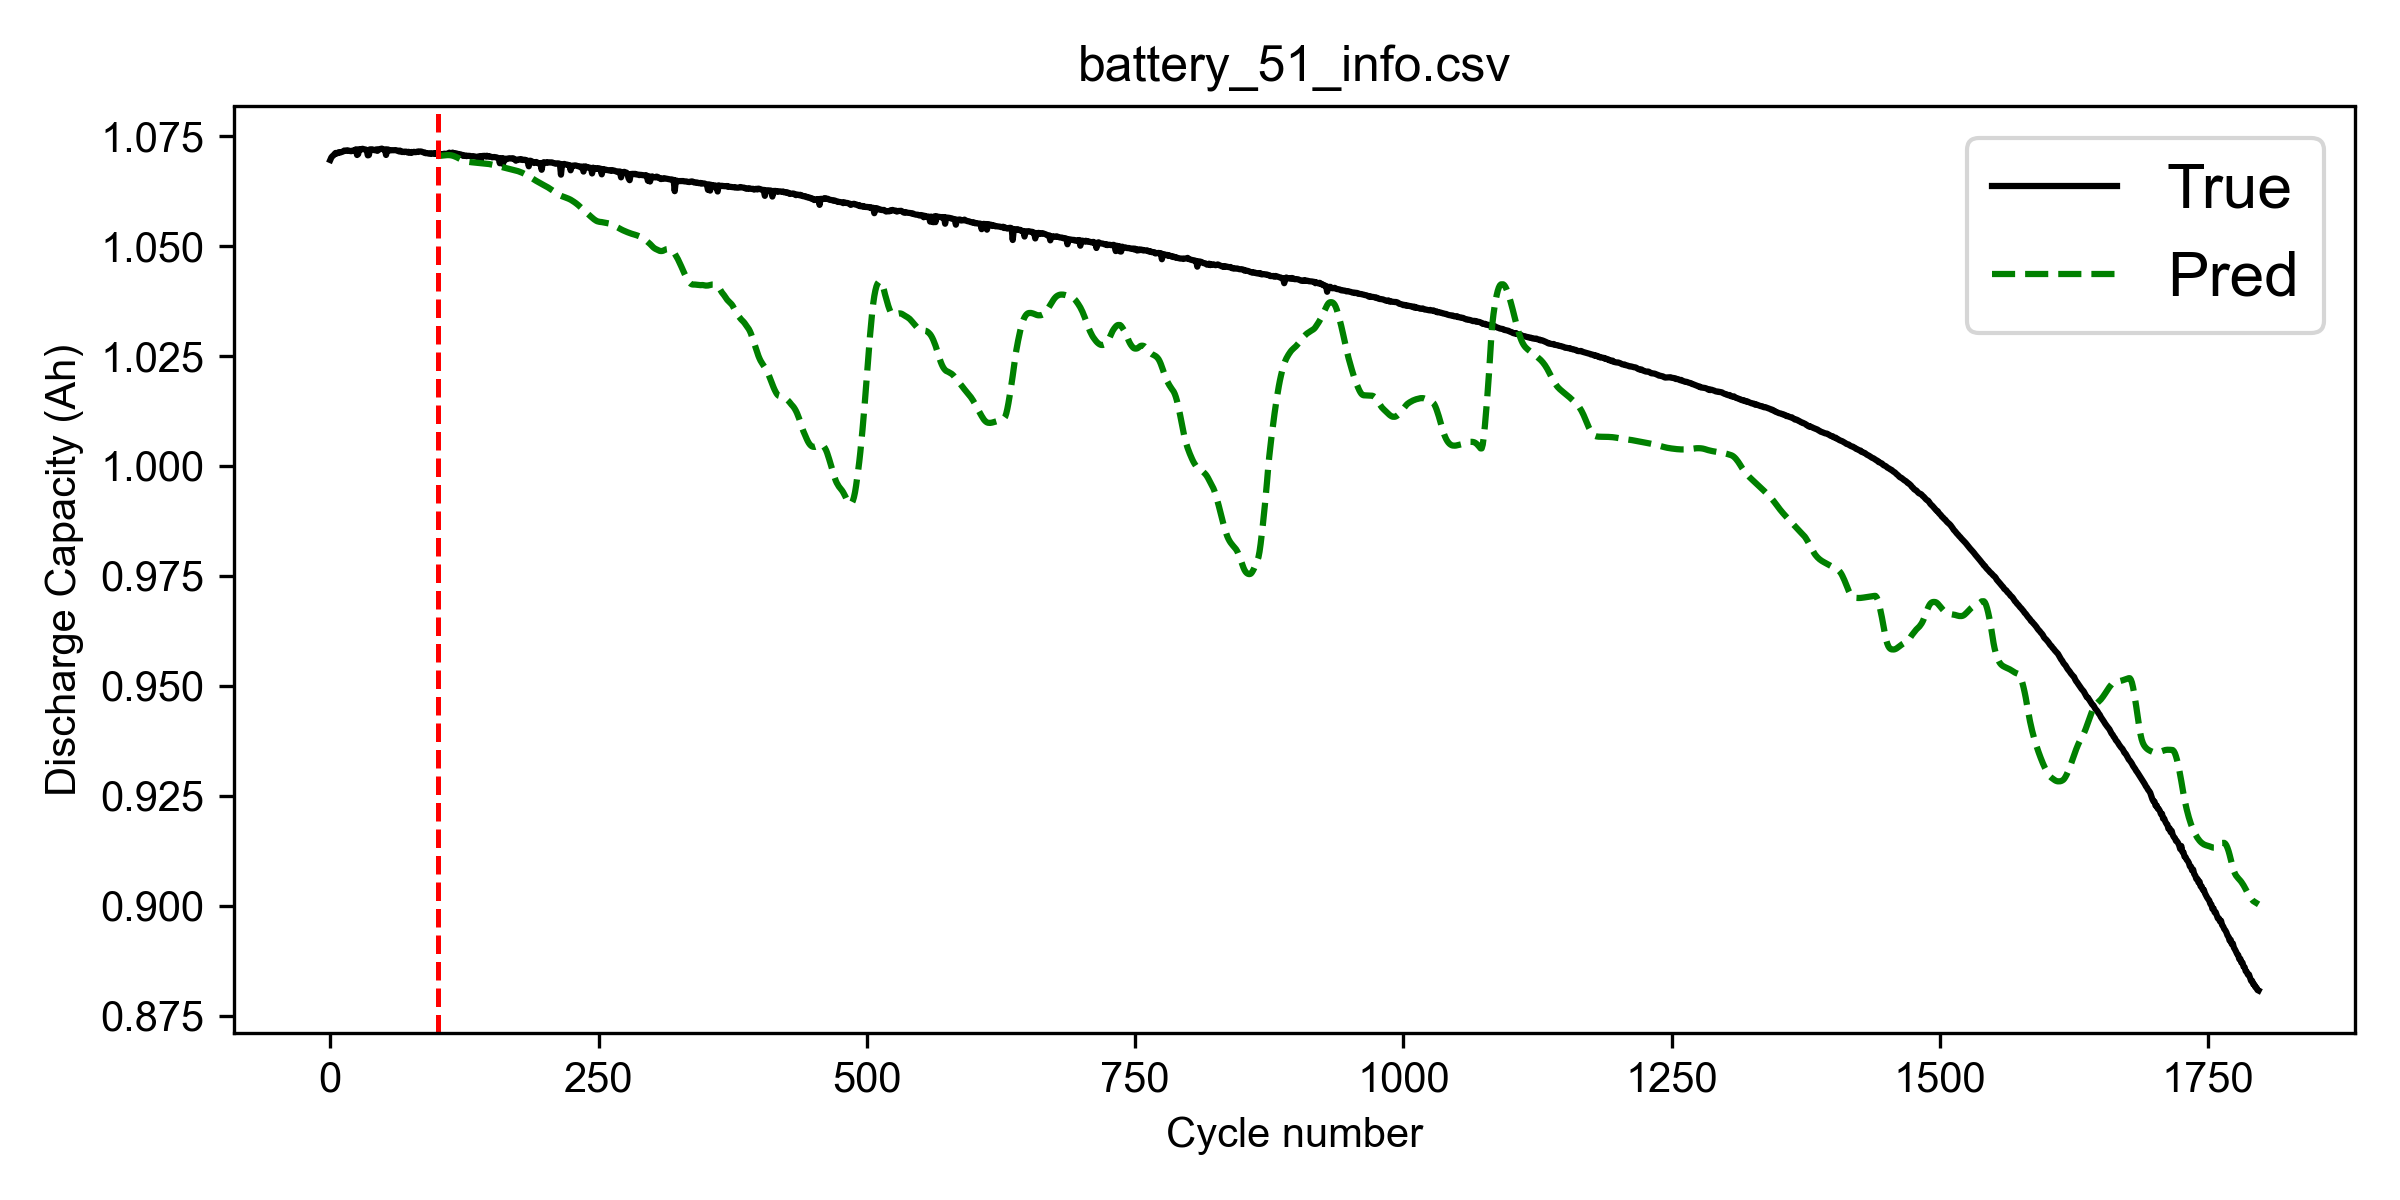 battery_51_info.csv
True
Pred
Discharge Capacity (Ah)
1.075
1.050
1.025
1.000
0.975
0.950
0.925
0.900
0.875
0 250 500 750 1000 1250 1500 1750
Cycle number